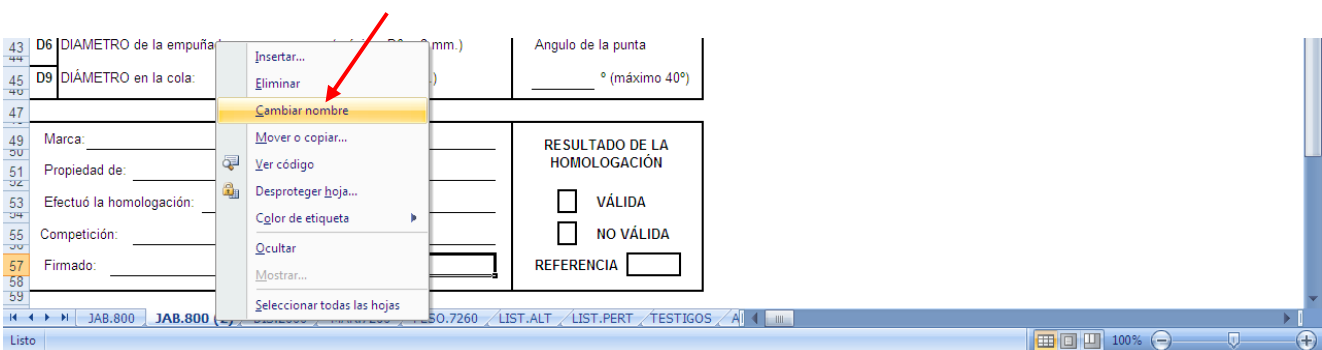 43 D6 DIAMETRO de la empuñad mm.) Angulo de la punta
44
Insertar...
45 D9 DIÁMETRO en la cola: .) ° (máximo 40º)
Eliminar
46
47 Cambiar nombre
49 Marca: Mover o copiar... RESULTADO DE LA
50 HOMOLOGACIÓN
51 Propiedad de: Ver código
52
Desproteger hoja...
53 Efectuó la homologación: VÁLIDA
54
Color de etiqueta
55 Competición: NO VÁLIDA
56
Ocultar
57 Firmado: REFERENCIA
Mostrar...
58
59
Seleccionar todas las hojas
JAB.800 JAB.800 (2) LIST.ALT LIST.PERT TESTIGOS
Listo 100%